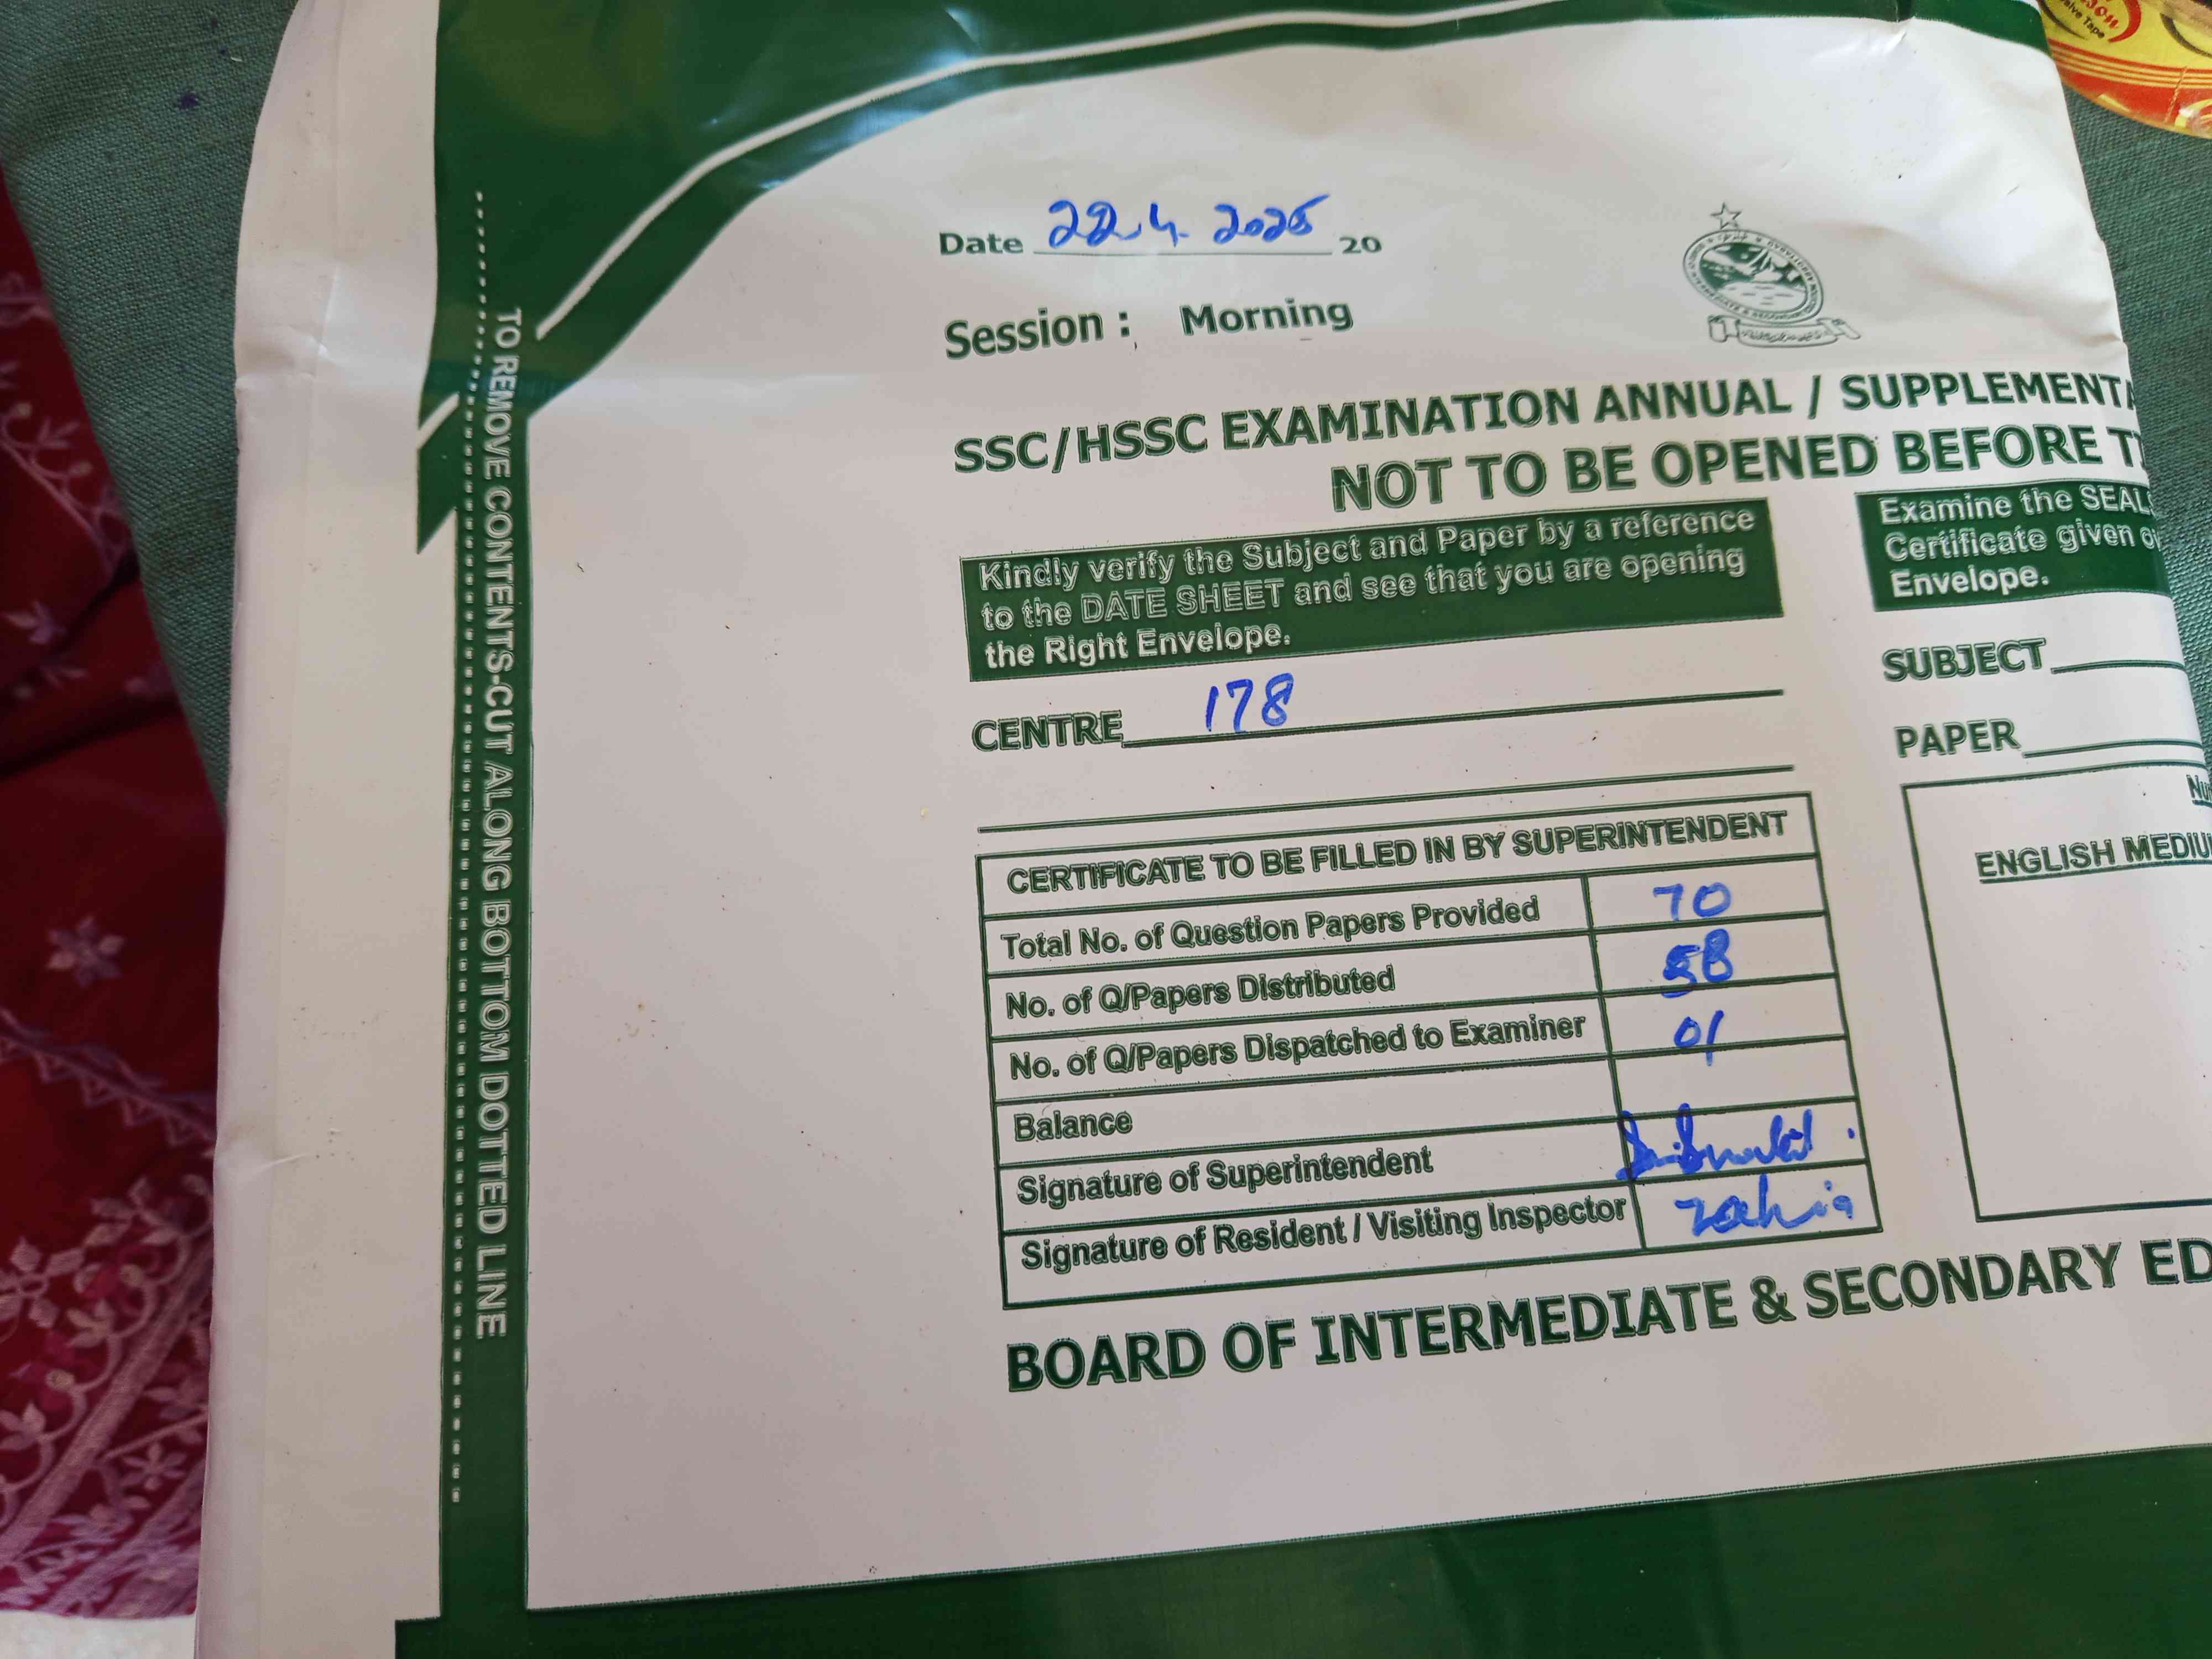 TO REMOVE CONTENTS-CUT ALONG BOTTOM DOTTED LINE
Date 22.4.2025 20
Session : Morning
SSC/HSSC EXAMINATION ANNUAL / SUPPLEMENTA
NOT TO BE OPENED BEFORE
Kindly verify the Subject and Paper by a reference
to the DATE SHEET and see that you are opening
the Right Envelope.
Examine the SEAL
Certificate given
Envelope.
CENTRE 178
SUBJECT
PAPER
ENGLISH MEDIU
CERTIFICATE TO BE FILLED IN BY SUPERINTENDENT
Total No. of Question Papers Provided 70
No. of Q/Papers Distributed 58
No. of Q/Papers Dispatched to Examiner 01
Balance
Signature of Superintendent
Signature of Resident / Visiting Inspector
BOARD OF INTERMEDIATE & SECONDARY ED